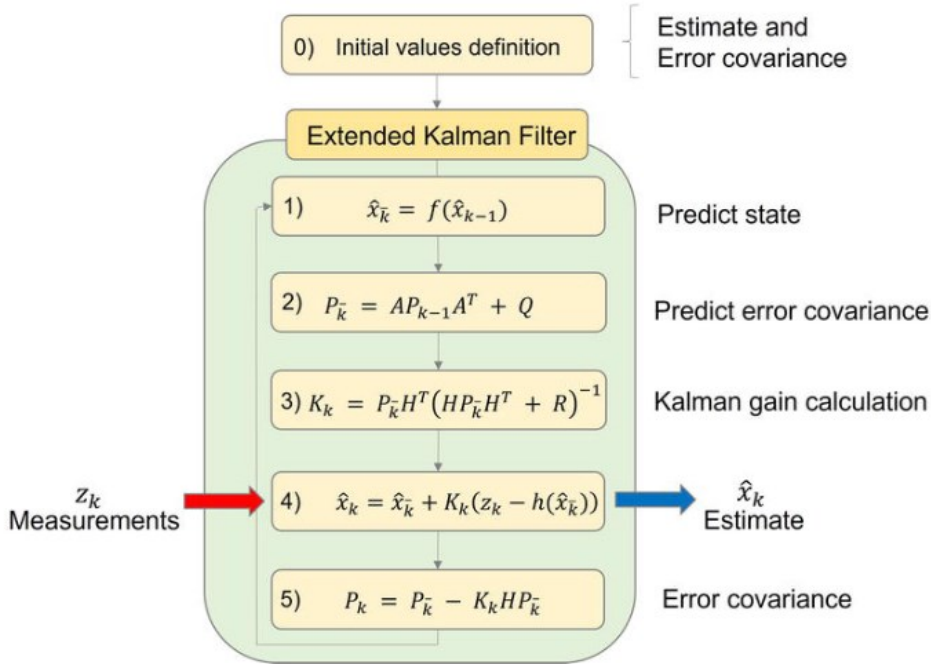 0) Initial values definition
Estimate and
Error covariance
Extended Kalman Filter
1) x̂_k̄ = f(x̂_{k−1})
Predict state
2) P_k̄ = AP_{k−1}A^T + Q
Predict error covariance
3) K_k = P_k̄H^T(HP_k̄H^T + R)^{−1}
Kalman gain calculation
z_k
Measurements
4) x̂_k = x̂_k̄ + K_k(z_k − h(x̂_k̄))
x̂_k
Estimate
5) P_k = P_k̄ − K_kHP_k̄
Error covariance